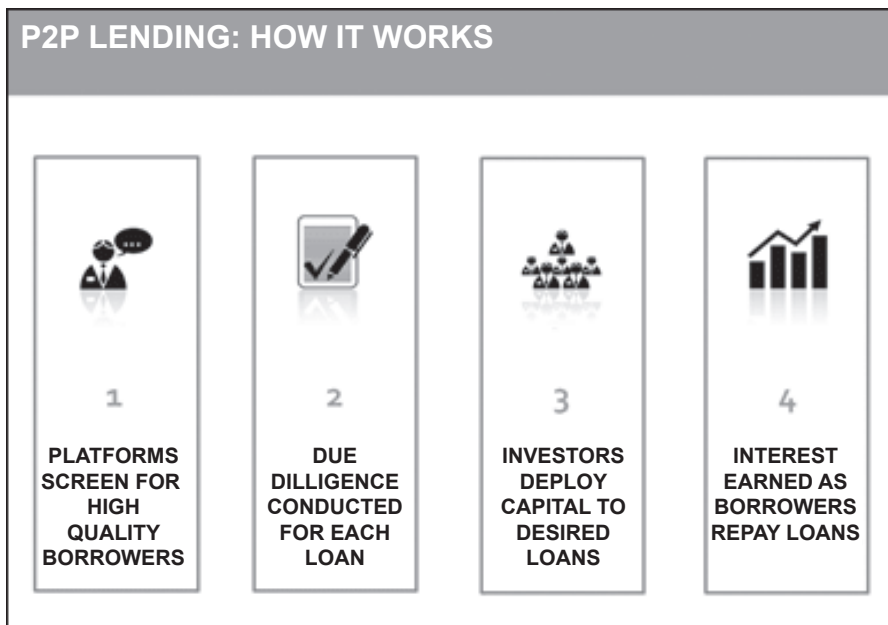 P2P LENDING: HOW IT WORKS
1
PLATFORMS
SCREEN FOR
HIGH
QUALITY
BORROWERS
2
DUE
DILLIGENCE
CONDUCTED
FOR EACH
LOAN
3
INVESTORS
DEPLOY
CAPITAL TO
DESIRED
LOANS
4
INTEREST
EARNED AS
BORROWERS
REPAY LOANS